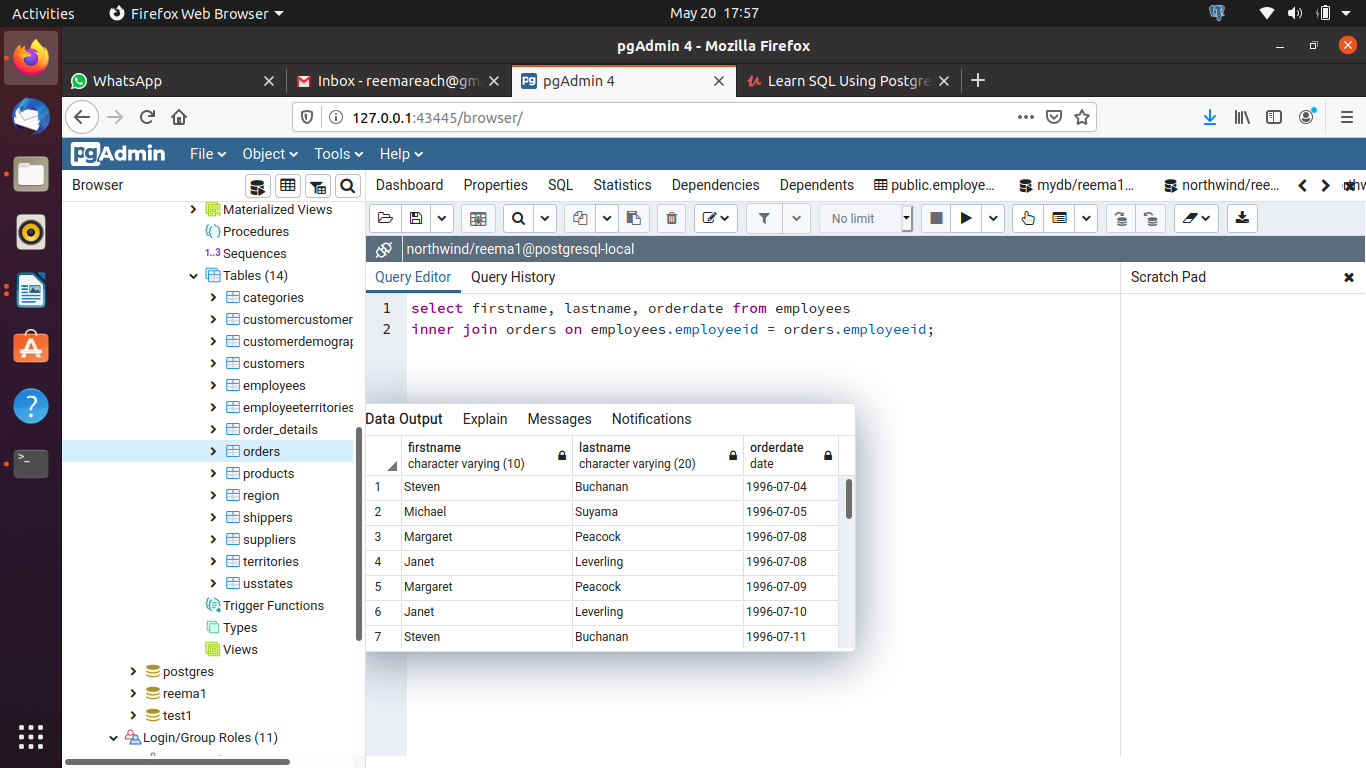 Activities Firefox Web Browser May 20 17:57
pgAdmin 4 - Mozilla Firefox
WhatsApp Inbox - reemareach@gm pgAdmin 4 Learn SQL Using Postgre
127.0.0.1:43445/browser/
pgAdmin File Object Tools Help
Browser Dashboard Properties SQL Statistics Dependencies Dependents public.employe... mydb/reema1... northwind/ree...
Materialized Views
Procedures
1..3 Sequences
Tables (14)
categories
customercustomer
customerdemograp
customers
employees
employeeterritories
order_details
orders
products
region
shippers
suppliers
territories
usstates
Trigger Functions
Types
Views
postgres
reema1
test1
Login/Group Roles (11)
No limit
northwind/reema1@postgresql-local
Query Editor Query History Scratch Pad
1 select firstname, lastname, orderdate from employees
2 inner join orders on employees.employeeid = orders.employeeid;
Data Output Explain Messages Notifications
firstname lastname orderdate
character varying (10) character varying (20) date
1 Steven Buchanan 1996-07-04
2 Michael Suyama 1996-07-05
3 Margaret Peacock 1996-07-08
4 Janet Leverling 1996-07-08
5 Margaret Peacock 1996-07-09
6 Janet Leverling 1996-07-10
7 Steven Buchanan 1996-07-11